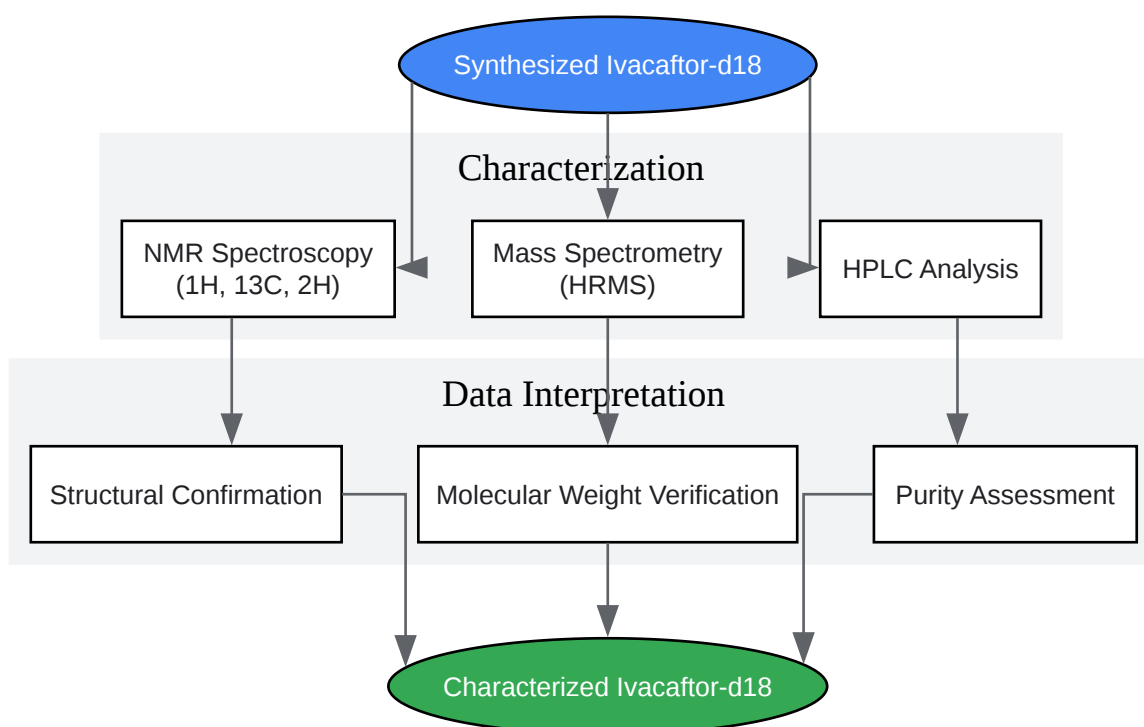 Synthesized Ivacaftor-d18
Characterization
NMR Spectroscopy
(1H, 13C, 2H)
Mass Spectrometry
(HRMS)
HPLC Analysis
Data Interpretation
Structural Confirmation
Molecular Weight Verification
Purity Assessment
Characterized Ivacaftor-d18